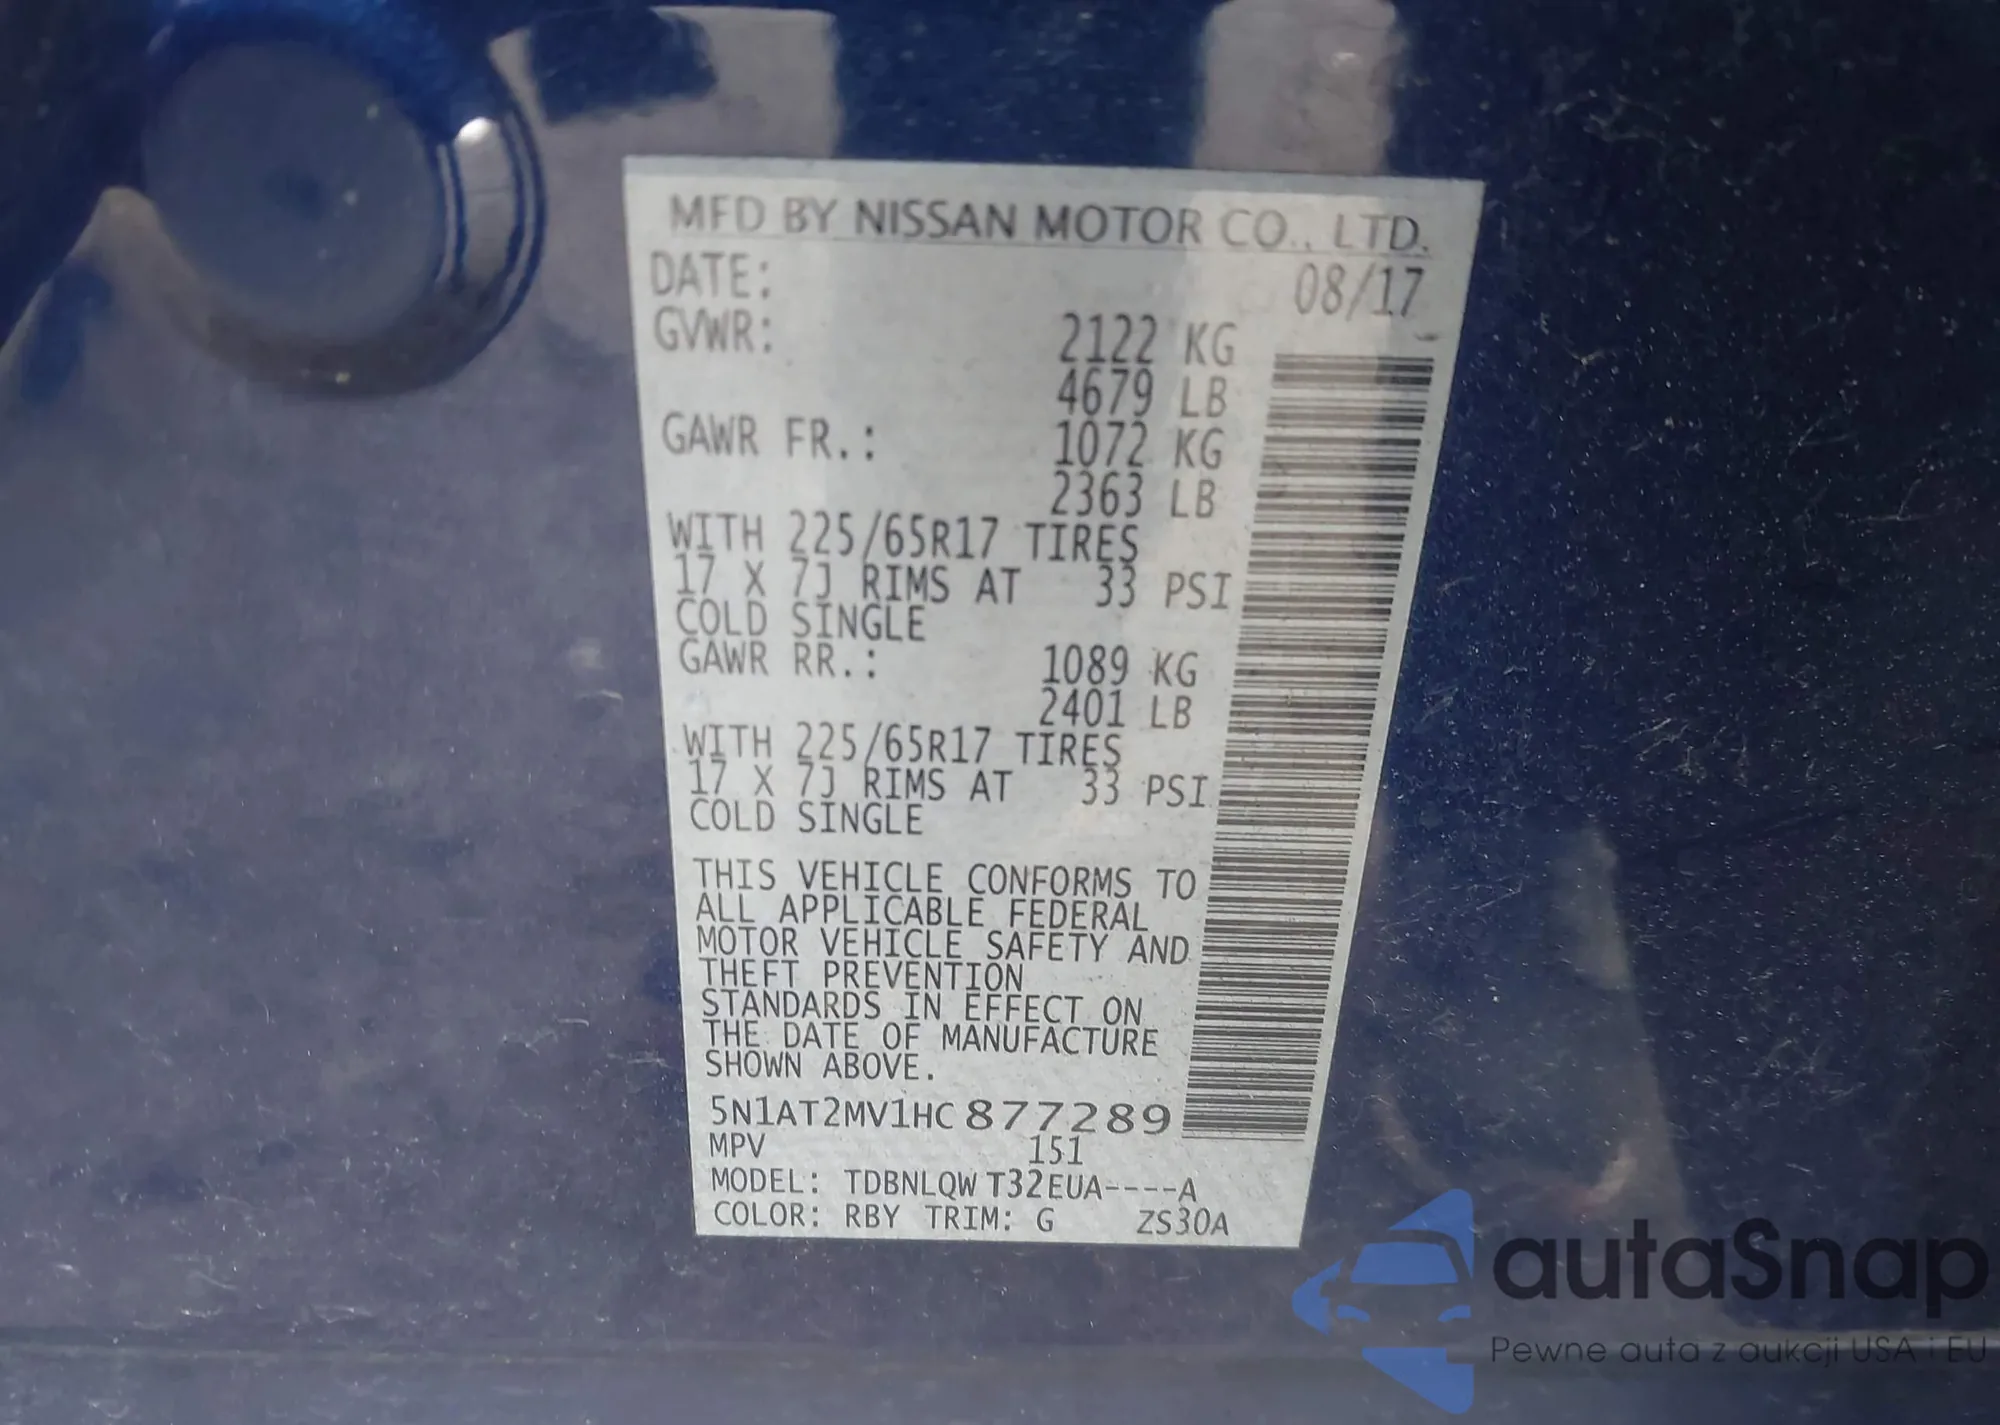 MFD BY NISSAN MOTOR CO., LTD.
DATE: 08/17
GVWR: 2122 KG
4679 LB
GAWR FR.: 1072 KG
2363 LB
WITH 225/65R17 TIRES
17 X 7J RIMS AT 33 PSI
COLD SINGLE
GAWR RR.: 1089 KG
2401 LB
WITH 225/65R17 TIRES
17 X 7J RIMS AT 33 PSI
COLD SINGLE
THIS VEHICLE CONFORMS TO
ALL APPLICABLE FEDERAL
MOTOR VEHICLE SAFETY AND
THEFT PREVENTION
STANDARDS IN EFFECT ON
THE DATE OF MANUFACTURE
SHOWN ABOVE.
5N1AT2MV1HC877289
MPV 151
MODEL: TDBNLQW T32EUA----A
COLOR: RBY TRIM: G ZS30A
autaSnap
Pewne auta z aukcji USA i EU